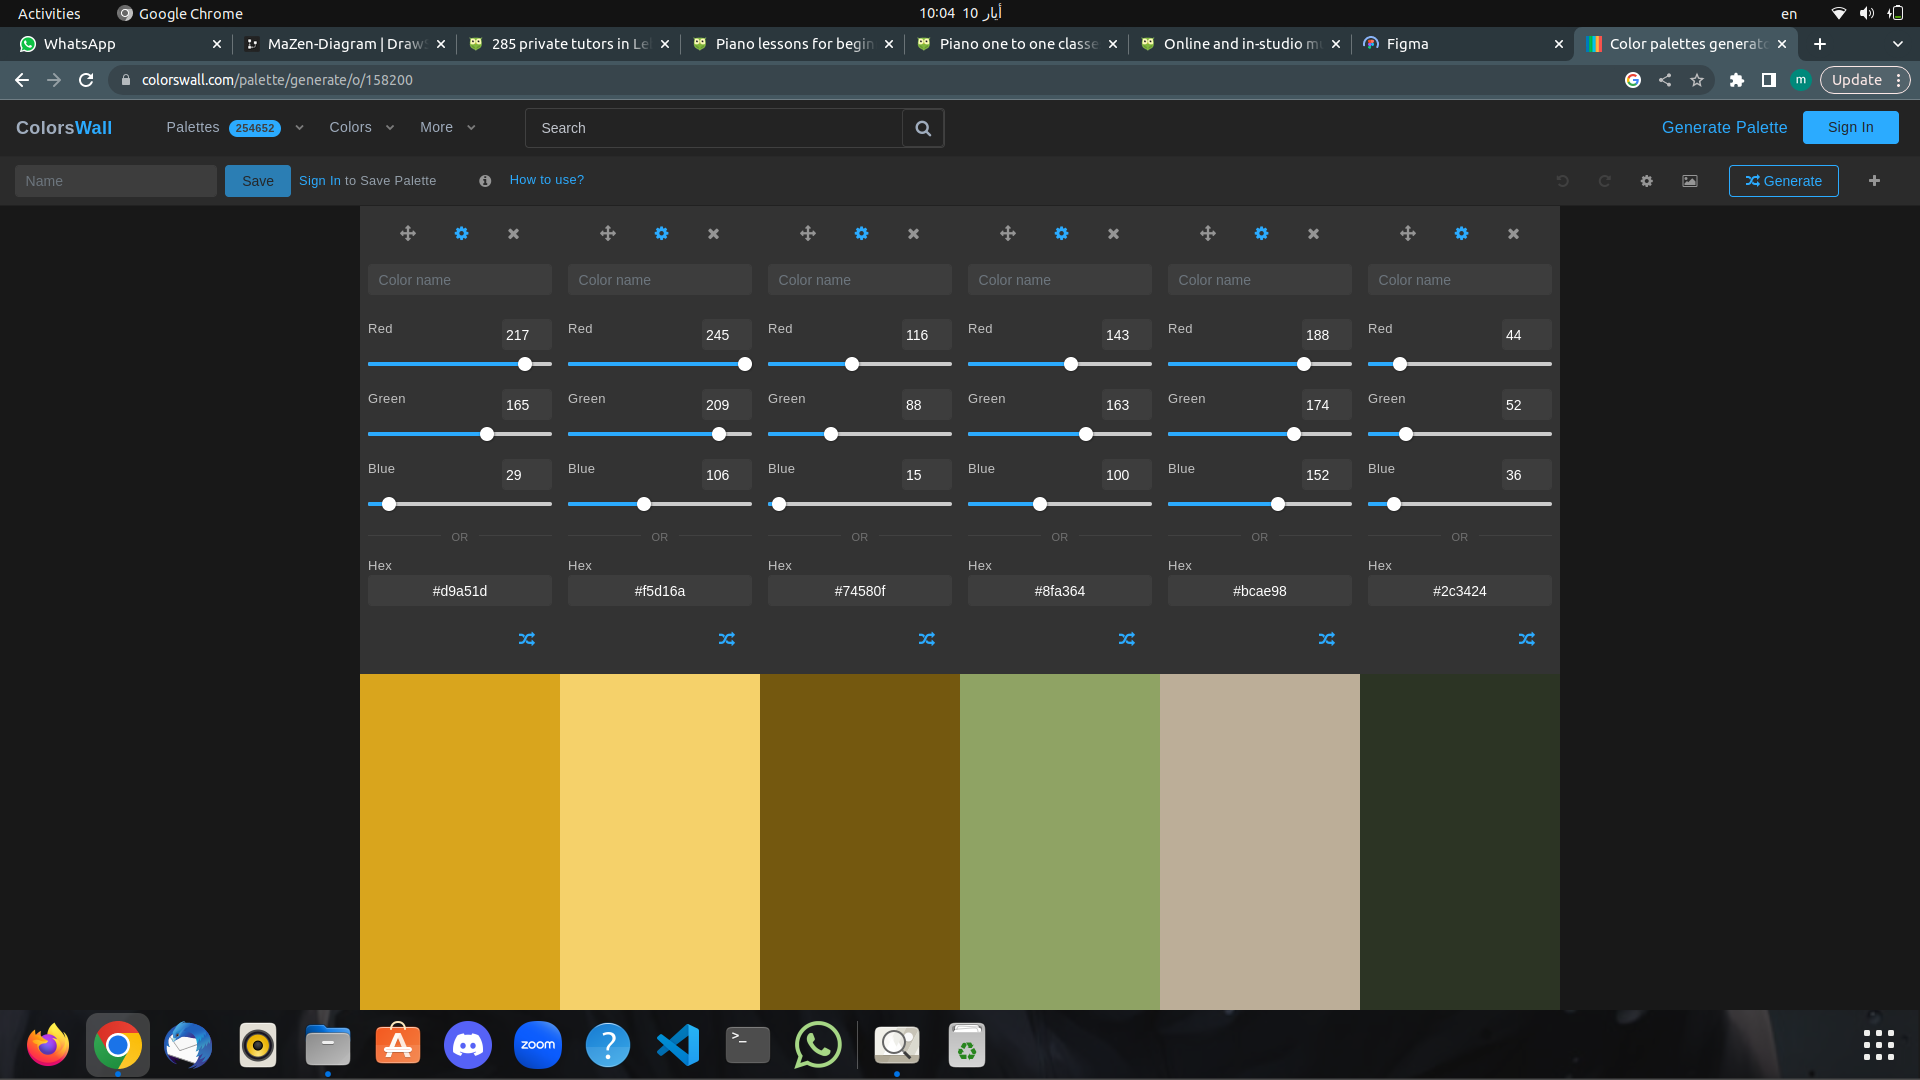 Activities
Google Chrome
10:04 10 أيار
en
WhatsApp
MaZen-Diagram | Draw
285 private tutors in Le
Piano lessons for begin
Piano one to one classe
Online and in-studio m
Figma
Color palettes generato
colorswall.com/palette/generate/o/158200
m
Update
ColorsWall
Palettes 254652
Colors
More
Search
Generate Palette
Sign In
Name
Save
Sign In to Save Palette
How to use?
Generate
Color name
Color name
Color name
Color name
Color name
Color name
Red 217
Red 245
Red 116
Red 143
Red 188
Red 44
Green 165
Green 209
Green 88
Green 163
Green 174
Green 52
Blue 29
Blue 106
Blue 15
Blue 100
Blue 152
Blue 36
OR
OR
OR
OR
OR
OR
Hex
Hex
Hex
Hex
Hex
Hex
#d9a51d
#f5d16a
#74580f
#8fa364
#bcae98
#2c3424
zoom